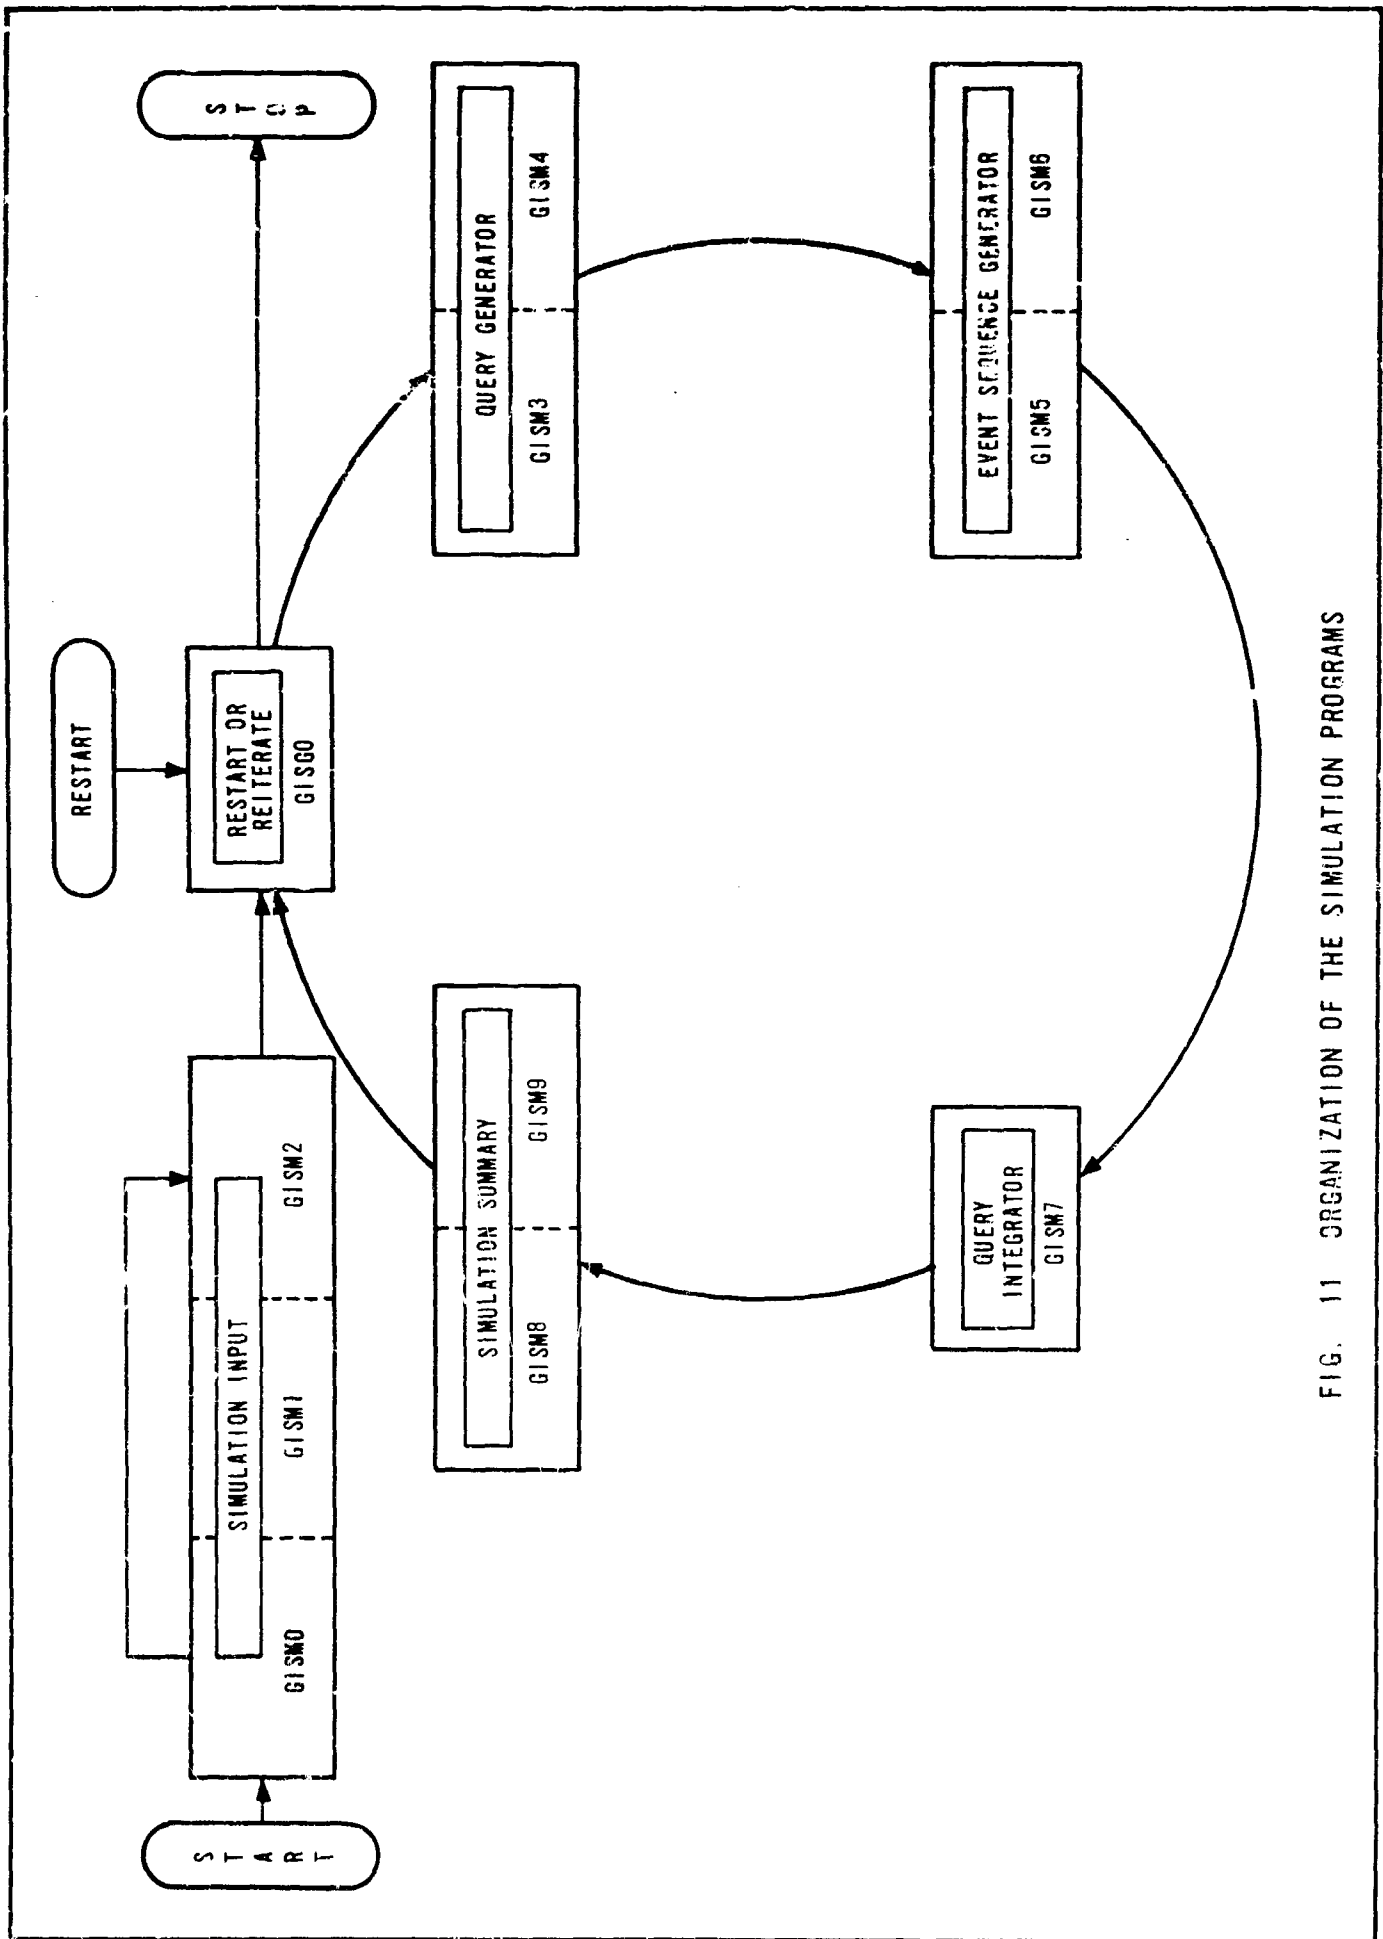 RESTART
START
STOP
SIMULATION INPUT
GISM0 GISM1 GISM2
RESTART OR
REITERATE
GISGO
SIMULATION SUMMARY
GISM8 GISM9
QUERY GENERATOR
GISM3 GISM4
QUERY
INTEGRATOR
GISM7
EVENT SEQUENCE GENERATOR
GISM5 GISM6
FIG. 11 ORGANIZATION OF THE SIMULATION PROGRAMS